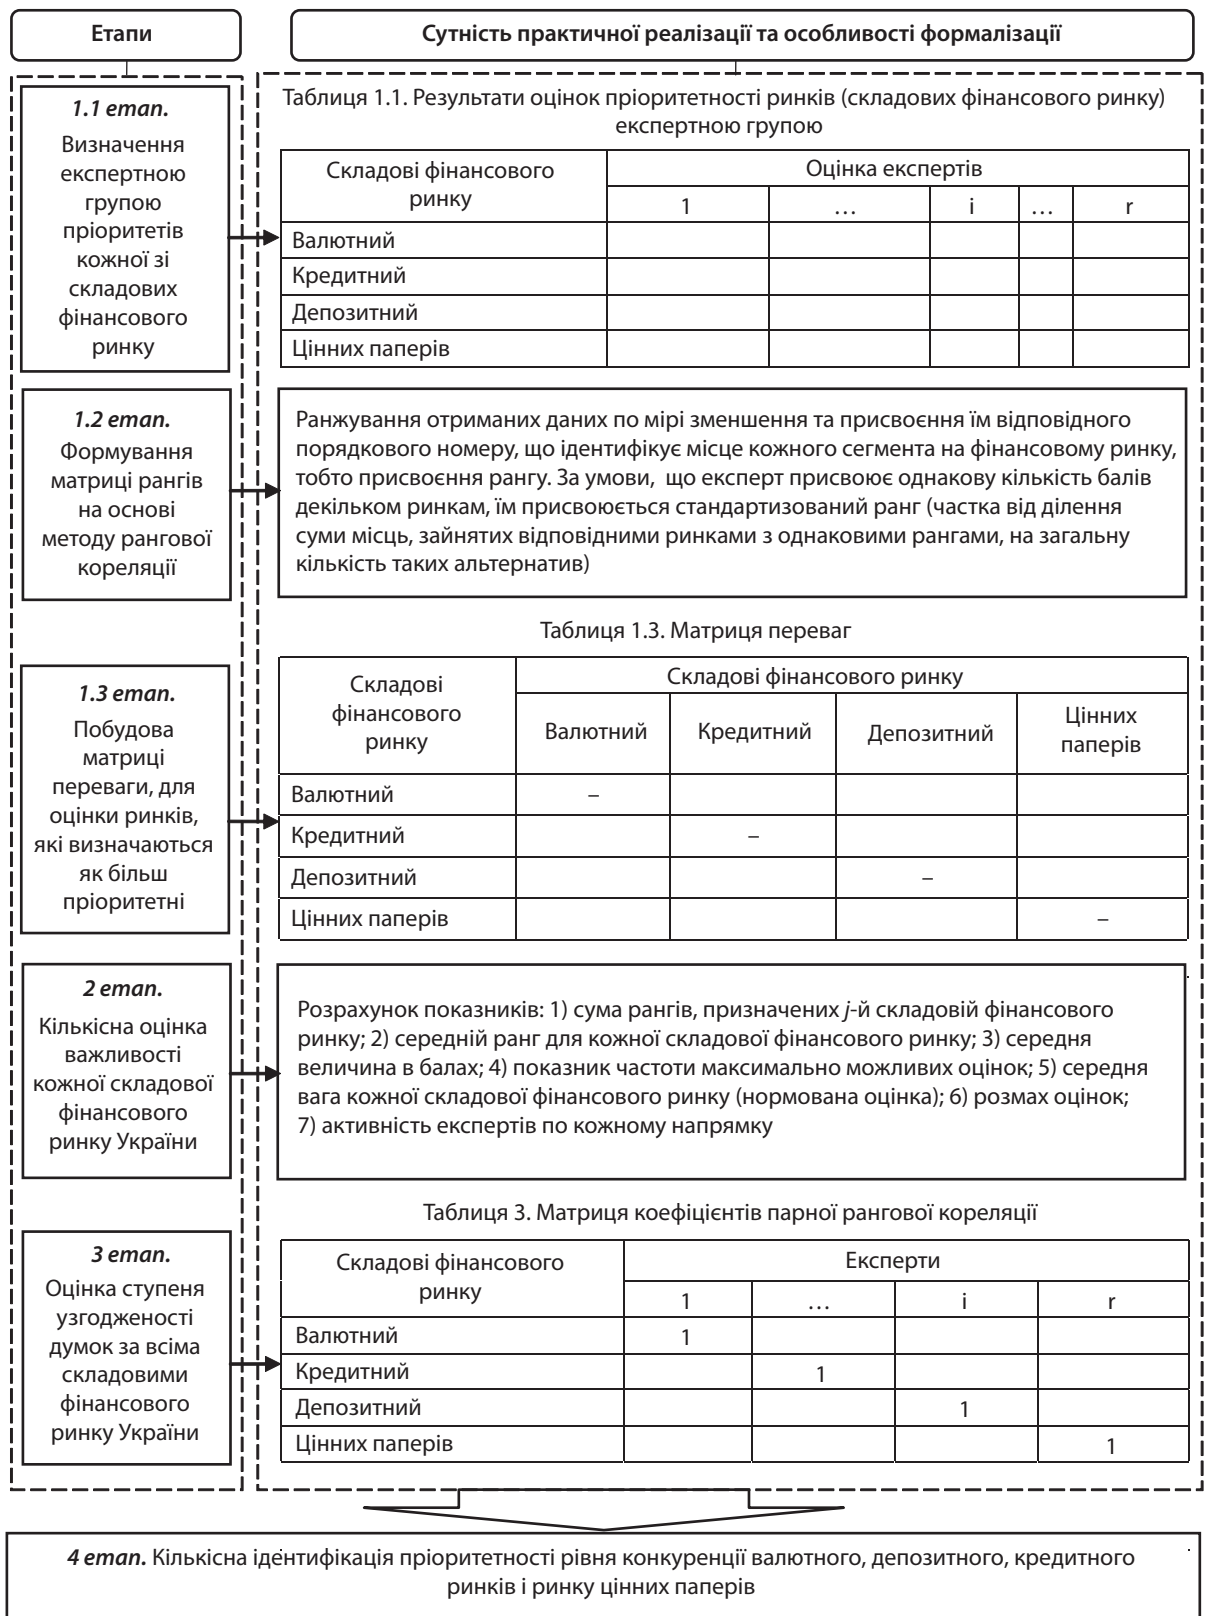 Етапи
Сутність практичної реалізації та особливості формалізації
1.1 етап.
Визначення
експертною
групою
пріоритетів
кожної зі
складових
фінансового
ринку
Таблиця 1.1. Результати оцінок пріоритетності ринків (складових фінансового ринку)
експертною групою
Складові фінансового
ринку
Оцінка експертів
1 … і … r
Валютний
Кредитний
Депозитний
Цінних паперів
1.2 етап.
Формування
матриці рангів
на основі
методу рангової
кореляції
Ранжування отриманих даних по мірі зменшення та присвоєння їм відповідного
порядкового номеру, що ідентифікує місце кожного сегмента на фінансовому ринку,
тобто присвоєння рангу. За умови, що експерт присвоює однакову кількість балів
декільком ринкам, їм присвоюється стандартизований ранг (частка від ділення
суми місць, зайнятих відповідними ринками з однаковими рангами, на загальну
кількість таких альтернатив)
1.3 етап.
Побудова
матриці
переваги, для
оцінки ринків,
які визначаються
як більш
пріоритетні
Таблиця 1.3. Матриця переваг
Складові
фінансового
ринку
Складові фінансового ринку
Валютний Кредитний Депозитний Цінних
паперів
Валютний –
Кредитний –
Депозитний –
Цінних паперів –
2 етап.
Кількісна оцінка
важливості
кожної складової
фінансового
ринку України
Розрахунок показників: 1) сума рангів, призначених j-й складовій фінансового
ринку; 2) середній ранг для кожної складової фінансового ринку; 3) середня
величина в балах; 4) показник частоти максимально можливих оцінок; 5) середня
вага кожної складової фінансового ринку (нормована оцінка); 6) розмах оцінок;
7) активність експертів по кожному напрямку
3 етап.
Оцінка ступеня
узгодженості
думок за всіма
складовими
фінансового
ринку України
Таблиця 3. Матриця коефіцієнтів парної рангової кореляції
Складові фінансового
ринку
Експерти
1 … і r
Валютний 1
Кредитний 1
Депозитний 1
Цінних паперів 1
4 етап. Кількісна ідентифікація пріоритетності рівня конкуренції валютного, депозитного, кредитного
ринків і ринку цінних паперів